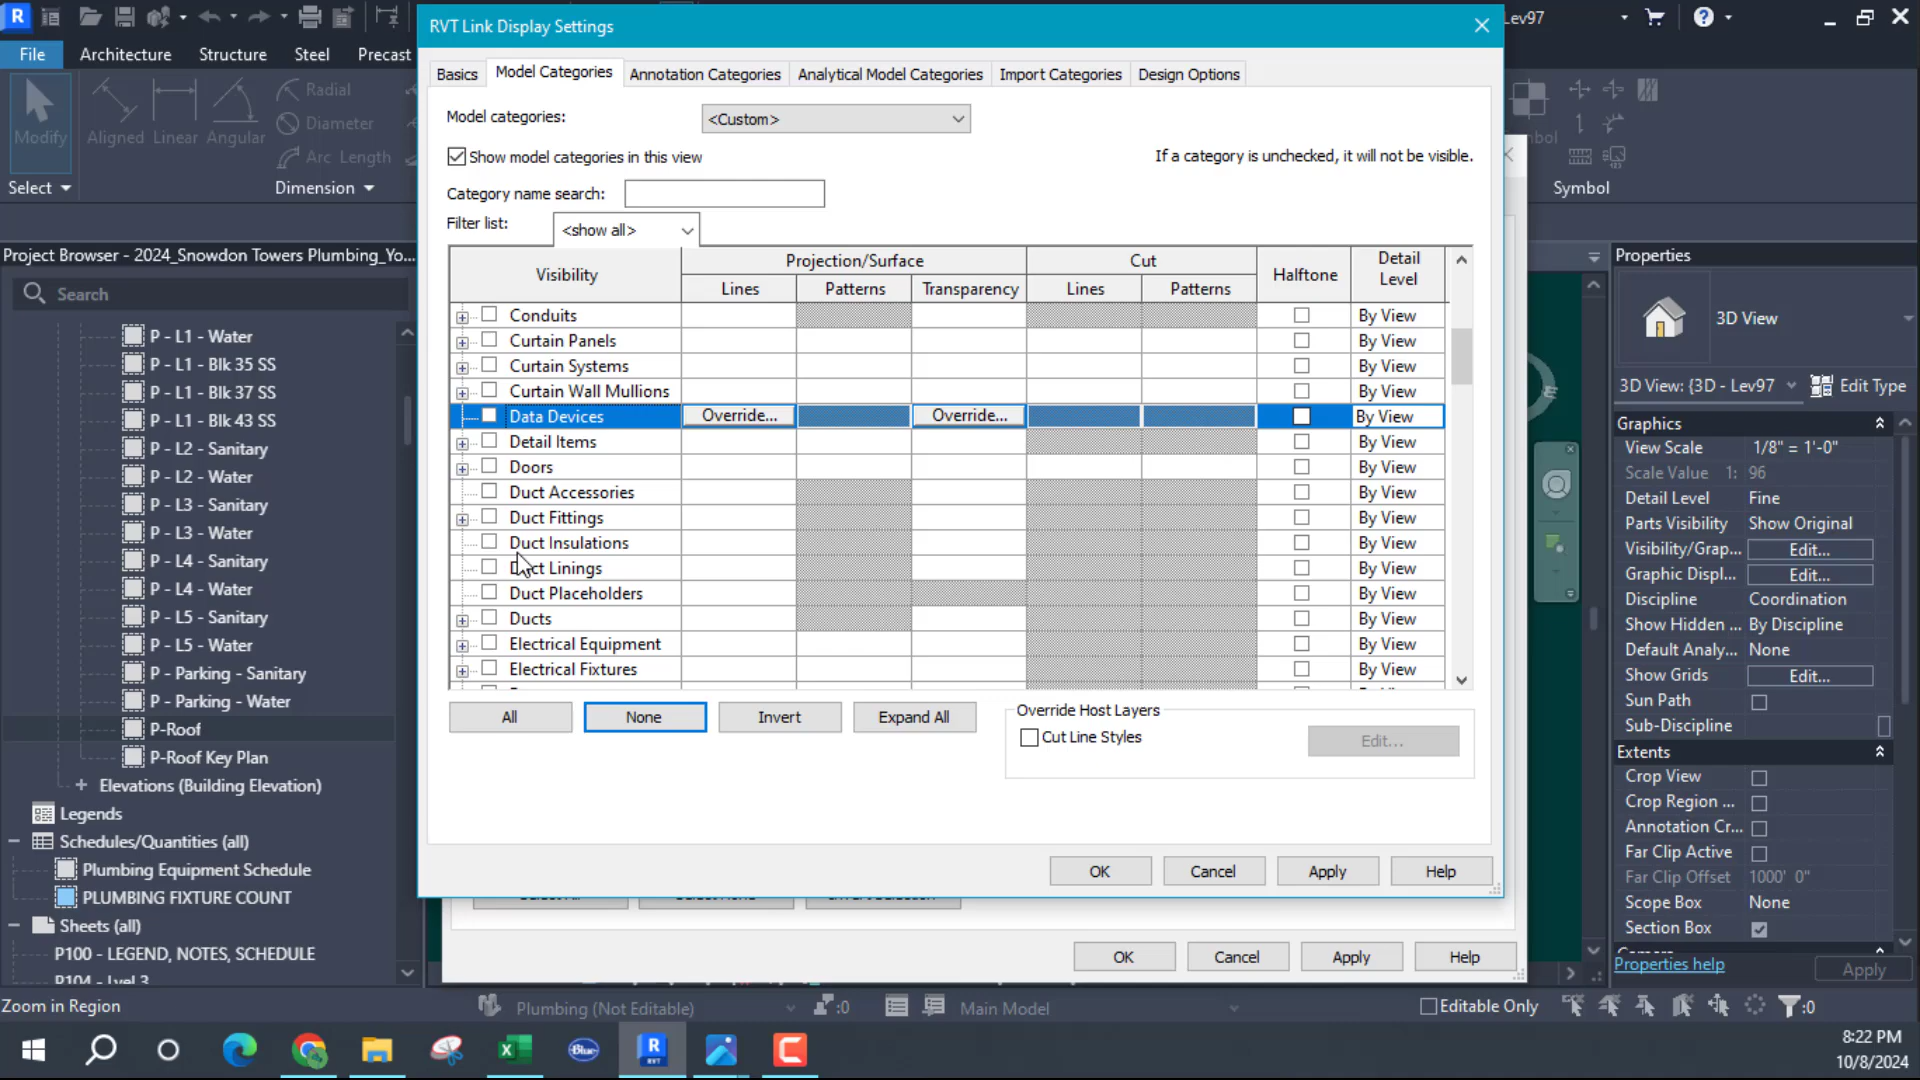 R
Lev97
File
Architecture
Structure
Steel
Precast
Modify
Aligned
Linear
Angular
Radial
Diameter
Arc Length
Select
Dimension
Symbol
RVT Link Display Settings
Basics
Model Categories
Annotation Categories
Analytical Model Categories
Import Categories
Design Options
Model categories:
<Custom>
Show model categories in this view
If a category is unchecked, it will not be visible.
Category name search:
Filter list:
<show all>
Visibility
Projection/Surface
Cut
Halftone
Detail Level
Lines Patterns Transparency Lines Patterns
Conduits By View
Curtain Panels By View
Curtain Systems By View
Curtain Wall Mullions By View
Data Devices Override... Override... By View
Detail Items By View
Doors By View
Duct Accessories By View
Duct Fittings By View
Duct Insulations By View
Duct Linings By View
Duct Placeholders By View
Ducts By View
Electrical Equipment By View
Electrical Fixtures By View
All
None
Invert
Expand All
Override Host Layers
Cut Line Styles
Edit...
OK
Cancel
Apply
Help
OK
Cancel
Apply
Help
Project Browser - 2024_Snowdon Towers Plumbing_Yo...
Search
P - L1 - Water
P - L1 - Blk 35 SS
P - L1 - Blk 37 SS
P - L1 - Blk 43 SS
P - L2 - Sanitary
P - L2 - Water
P - L3 - Sanitary
P - L3 - Water
P - L4 - Sanitary
P - L4 - Water
P - L5 - Sanitary
P - L5 - Water
P - Parking - Sanitary
P - Parking - Water
P-Roof
P-Roof Key Plan
Elevations (Building Elevation)
Legends
Schedules/Quantities (all)
Plumbing Equipment Schedule
PLUMBING FIXTURE COUNT
Sheets (all)
P100 - LEGEND, NOTES, SCHEDULE
Properties
3D View
3D View: {3D - Lev97
Edit Type
Graphics
View Scale 1/8" = 1'-0"
Scale Value 1: 96
Detail Level Fine
Parts Visibility Show Original
Visibility/Grap... Edit...
Graphic Displ... Edit...
Discipline Coordination
Show Hidden ... By Discipline
Default Analy... None
Show Grids Edit...
Sun Path
Sub-Discipline
Extents
Crop View
Crop Region ...
Annotation Cr...
Far Clip Active
Far Clip Offset 1000' 0"
Scope Box None
Section Box
Properties help
Apply
Zoom in Region
Plumbing (Not Editable)
:0
Main Model
Editable Only
:0
Blue
R
RVT
8:22 PM
10/8/2024